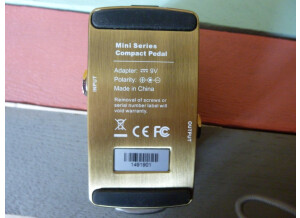 Mini Series
Compact Pedal
Adapter: ⎓ 9V
Polarity:
Made in China
Removal of screws or
serial number label will
void warranty.
INPUT
OUTPUT
CE FC